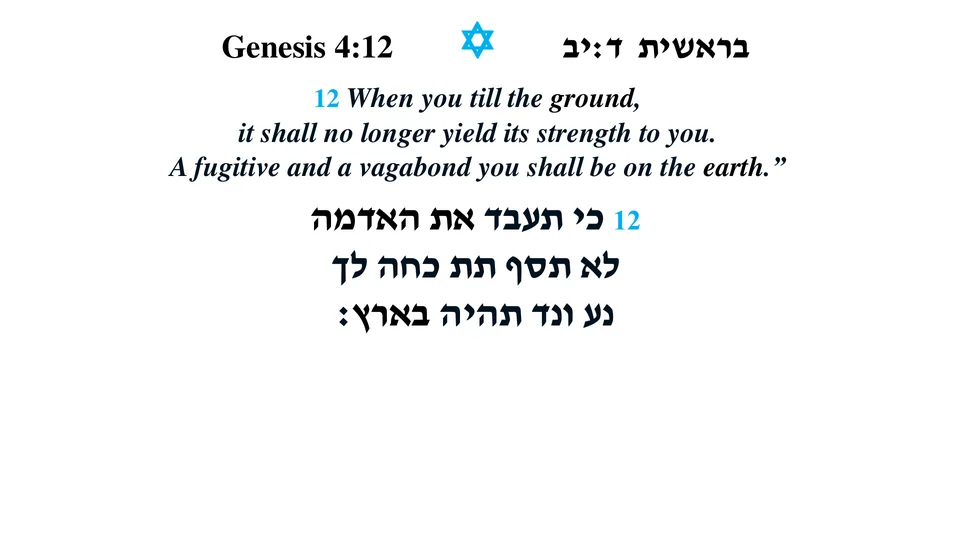 Genesis 4:12 בראשית ד:יב
12 When you till the ground,
it shall no longer yield its strength to you.
A fugitive and a vagabond you shall be on the earth.”
12 כי תעבד את האדמה
לא תסף תת כחה לך
נע ונד תהיה בארץ: